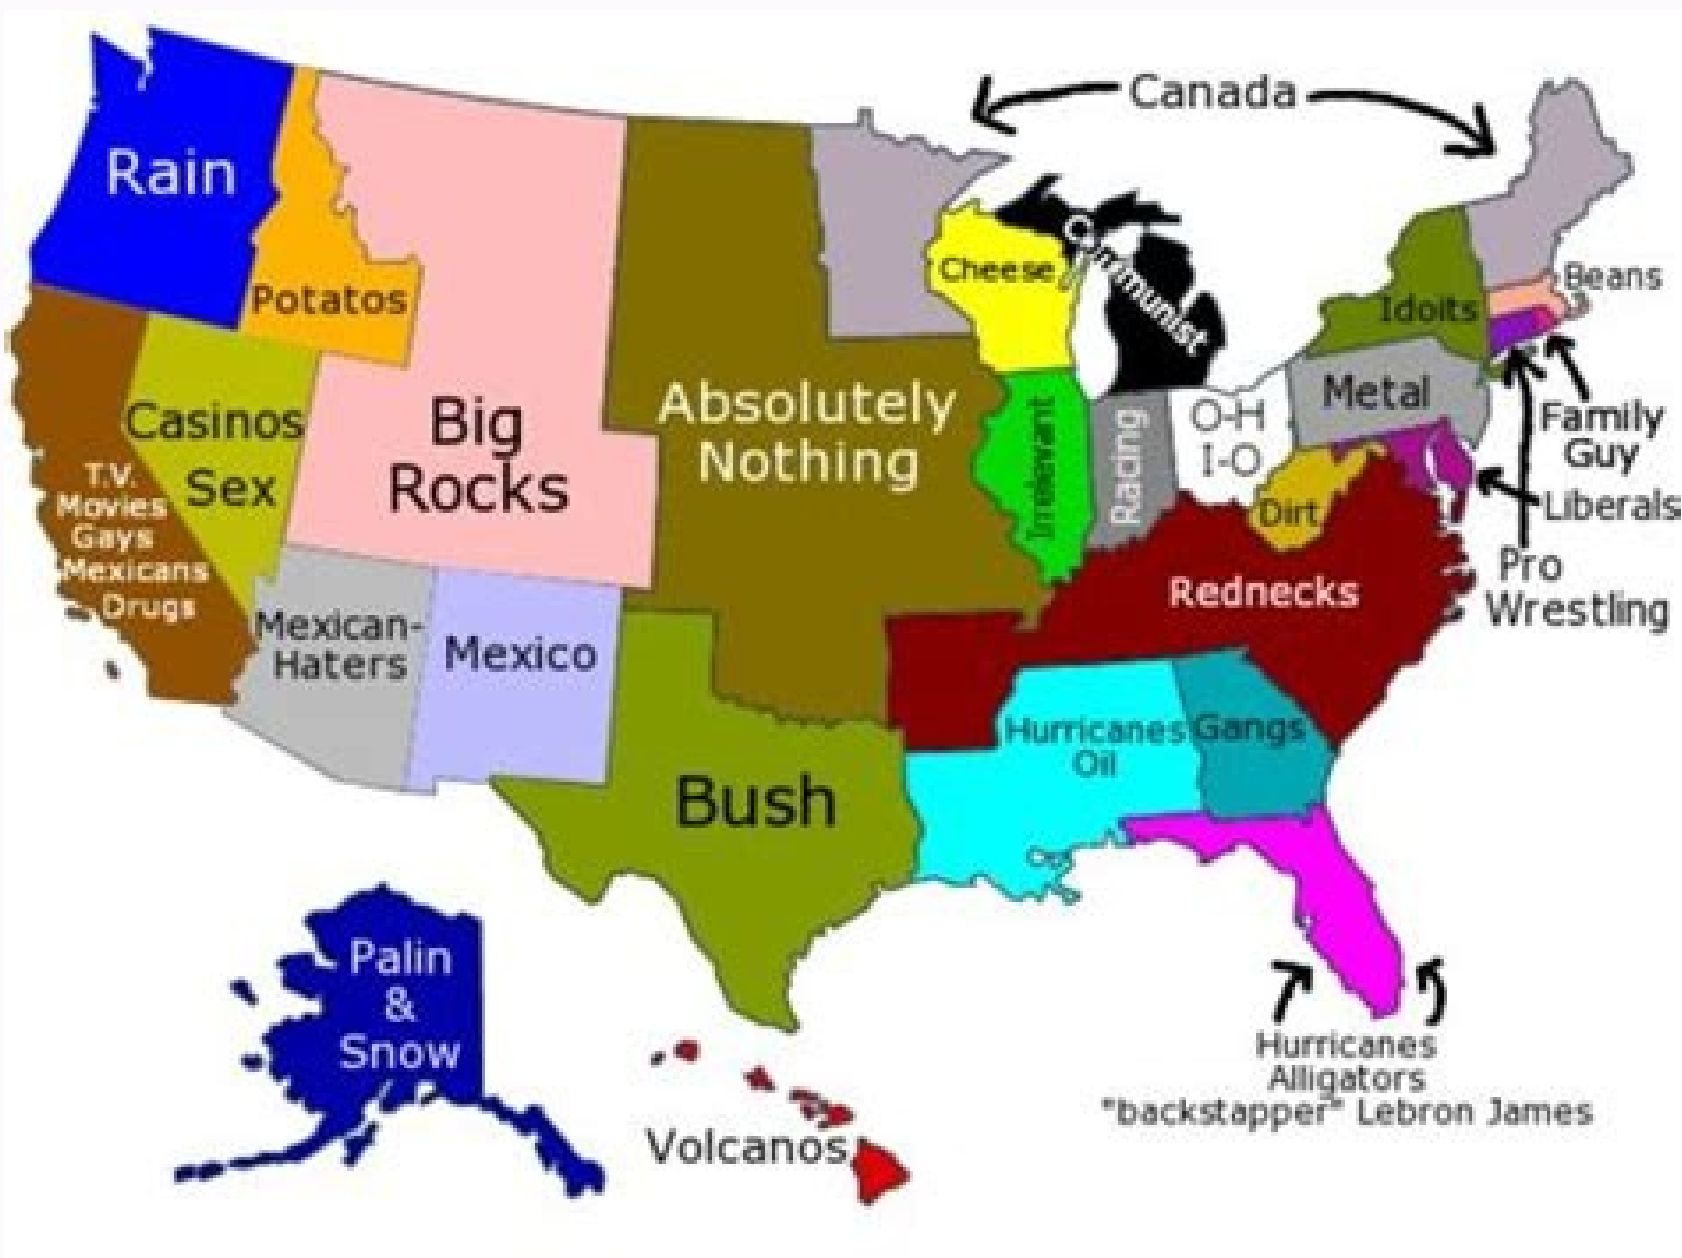 Canada
Rain
Potatos
Cheese
Communist
Beans
Idoits
Casinos
Sex
Big
Rocks
Absolutely
Nothing
Irrelevant
Racing
O-H
I-O
Metal
Family
Guy
T.V.
Movies
Gays
Mexicans
Drugs
Dirt
Liberals
Pro
Wrestling
Rednecks
Mexican-
Haters
Mexico
Hurricanes
Oil
Gangs
Bush
Palin
&
Snow
Volcanos
Hurricanes
Alligators
"backstapper" Lebron James